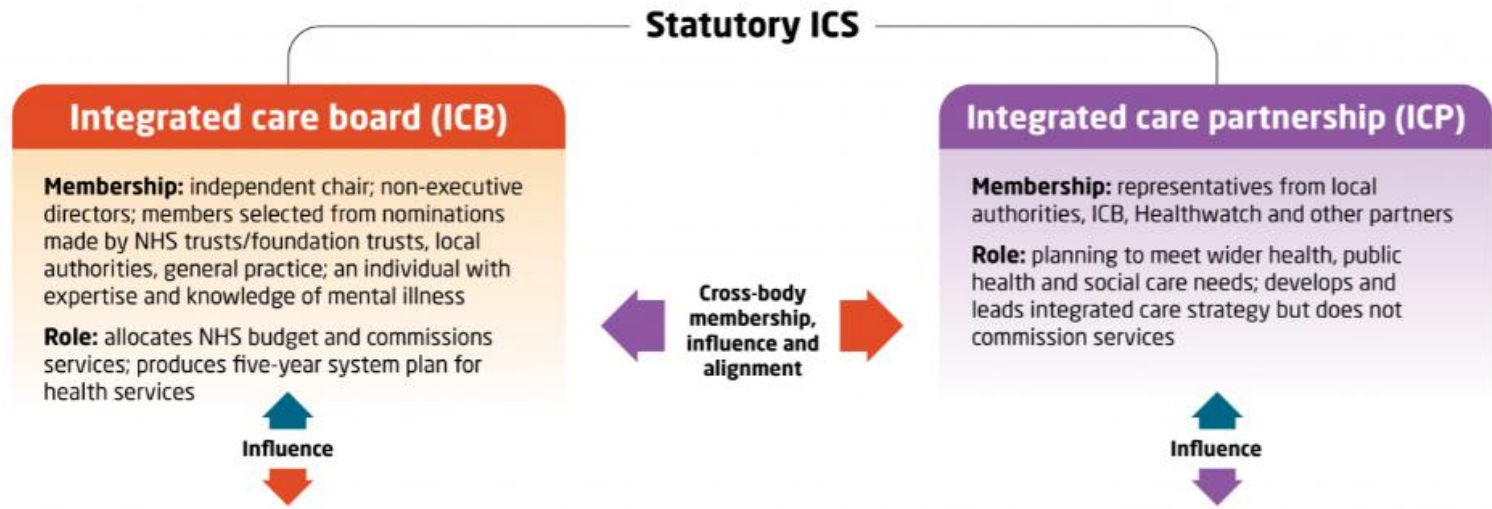 Statutory ICS
Integrated care board (ICB)
Membership: independent chair; non-executive
directors; members selected from nominations
made by NHS trusts/foundation trusts, local
authorities, general practice; an individual with
expertise and knowledge of mental illness
Role: allocates NHS budget and commissions
services; produces five-year system plan for
health services
Influence
Cross-body
membership,
influence and
alignment
Integrated care partnership (ICP)
Membership: representatives from local
authorities, ICB, Healthwatch and other partners
Role: planning to meet wider health, public
health and social care needs; develops and
leads integrated care strategy but does not
commission services
Influence